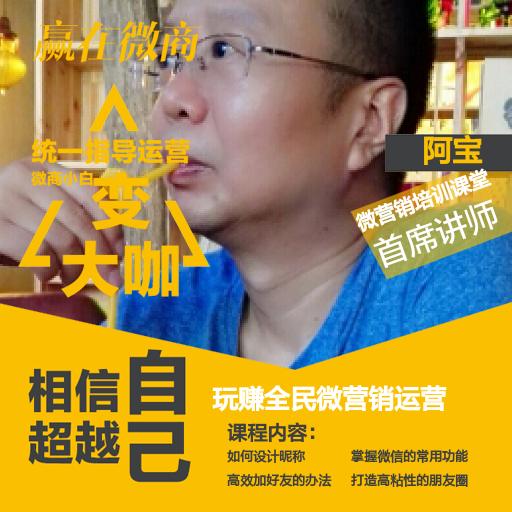 赢在微商
统一指导运营
微商小白
变
大咖
阿宝
微营销培训课堂
首席讲师
相信自己
超越
玩赚全民微营销运营
课程内容：
如何设计昵称 掌握微信的常用功能
高效加好友的办法 打造高粘性的朋友圈